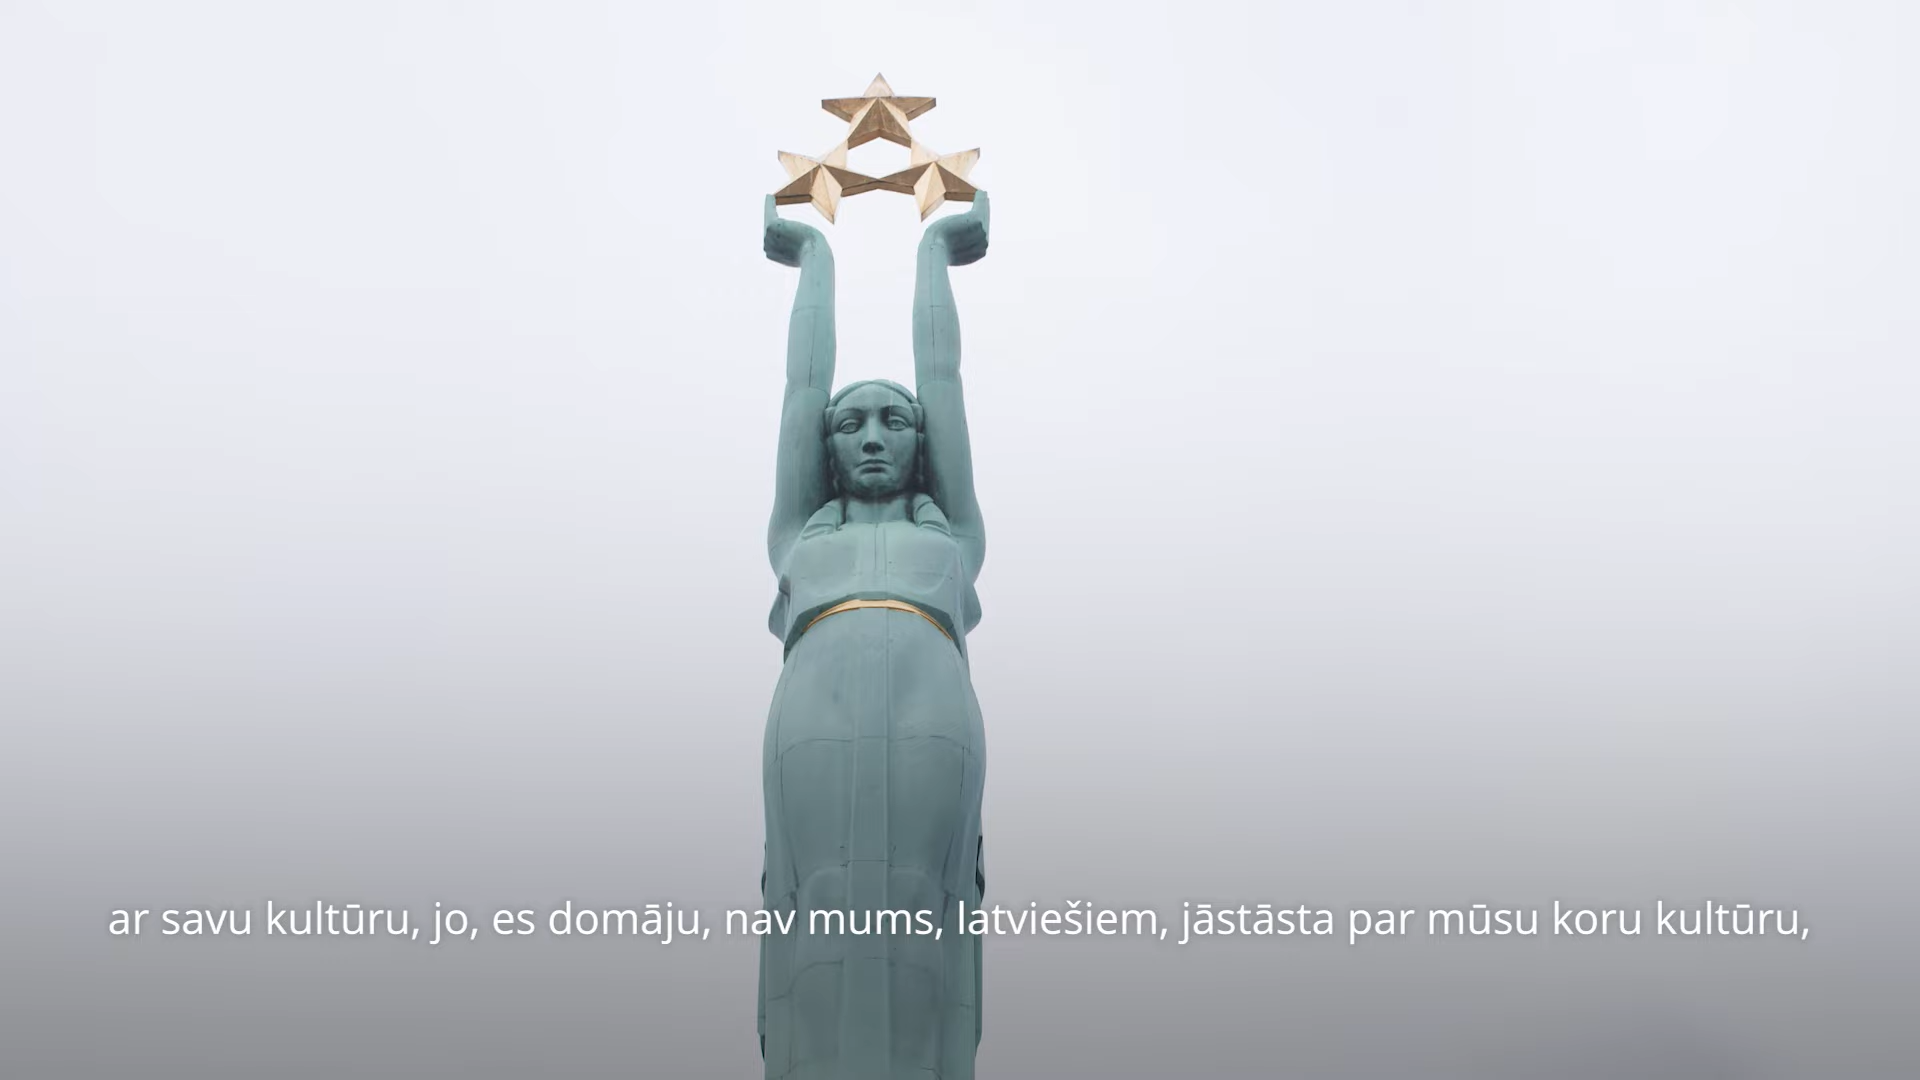 ar savu kultūru, jo, es domāju, nav mums, latviešiem, jāstāsta par mūsu koru kultūru,